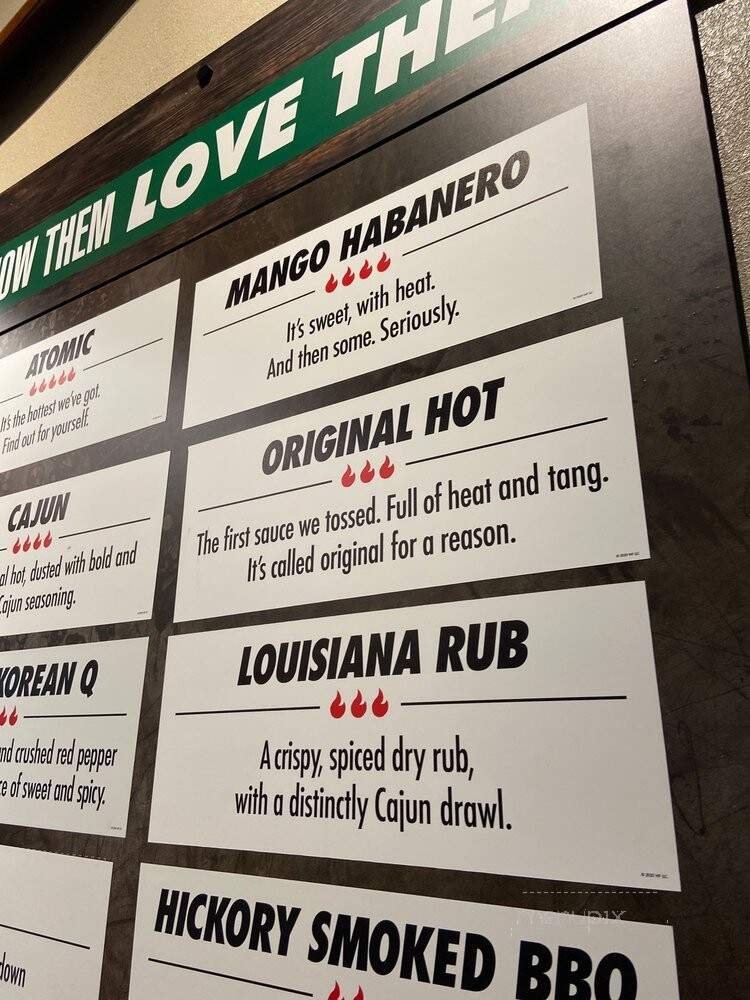 OW THEM LOVE THE
ATOMIC
It's the hottest we've got.
Find out for yourself.
CAJUN
al hot, dusted with bold and
Cajun seasoning.
KOREAN Q
nd crushed red pepper
ce of sweet and spicy.
down
MANGO HABANERO
It's sweet, with heat.
And then some. Seriously.
ORIGINAL HOT
The first sauce we tossed. Full of heat and tang.
It's called original for a reason.
LOUISIANA RUB
A crispy, spiced dry rub,
with a distinctly Cajun drawl.
HICKORY SMOKED BBQ
menupix